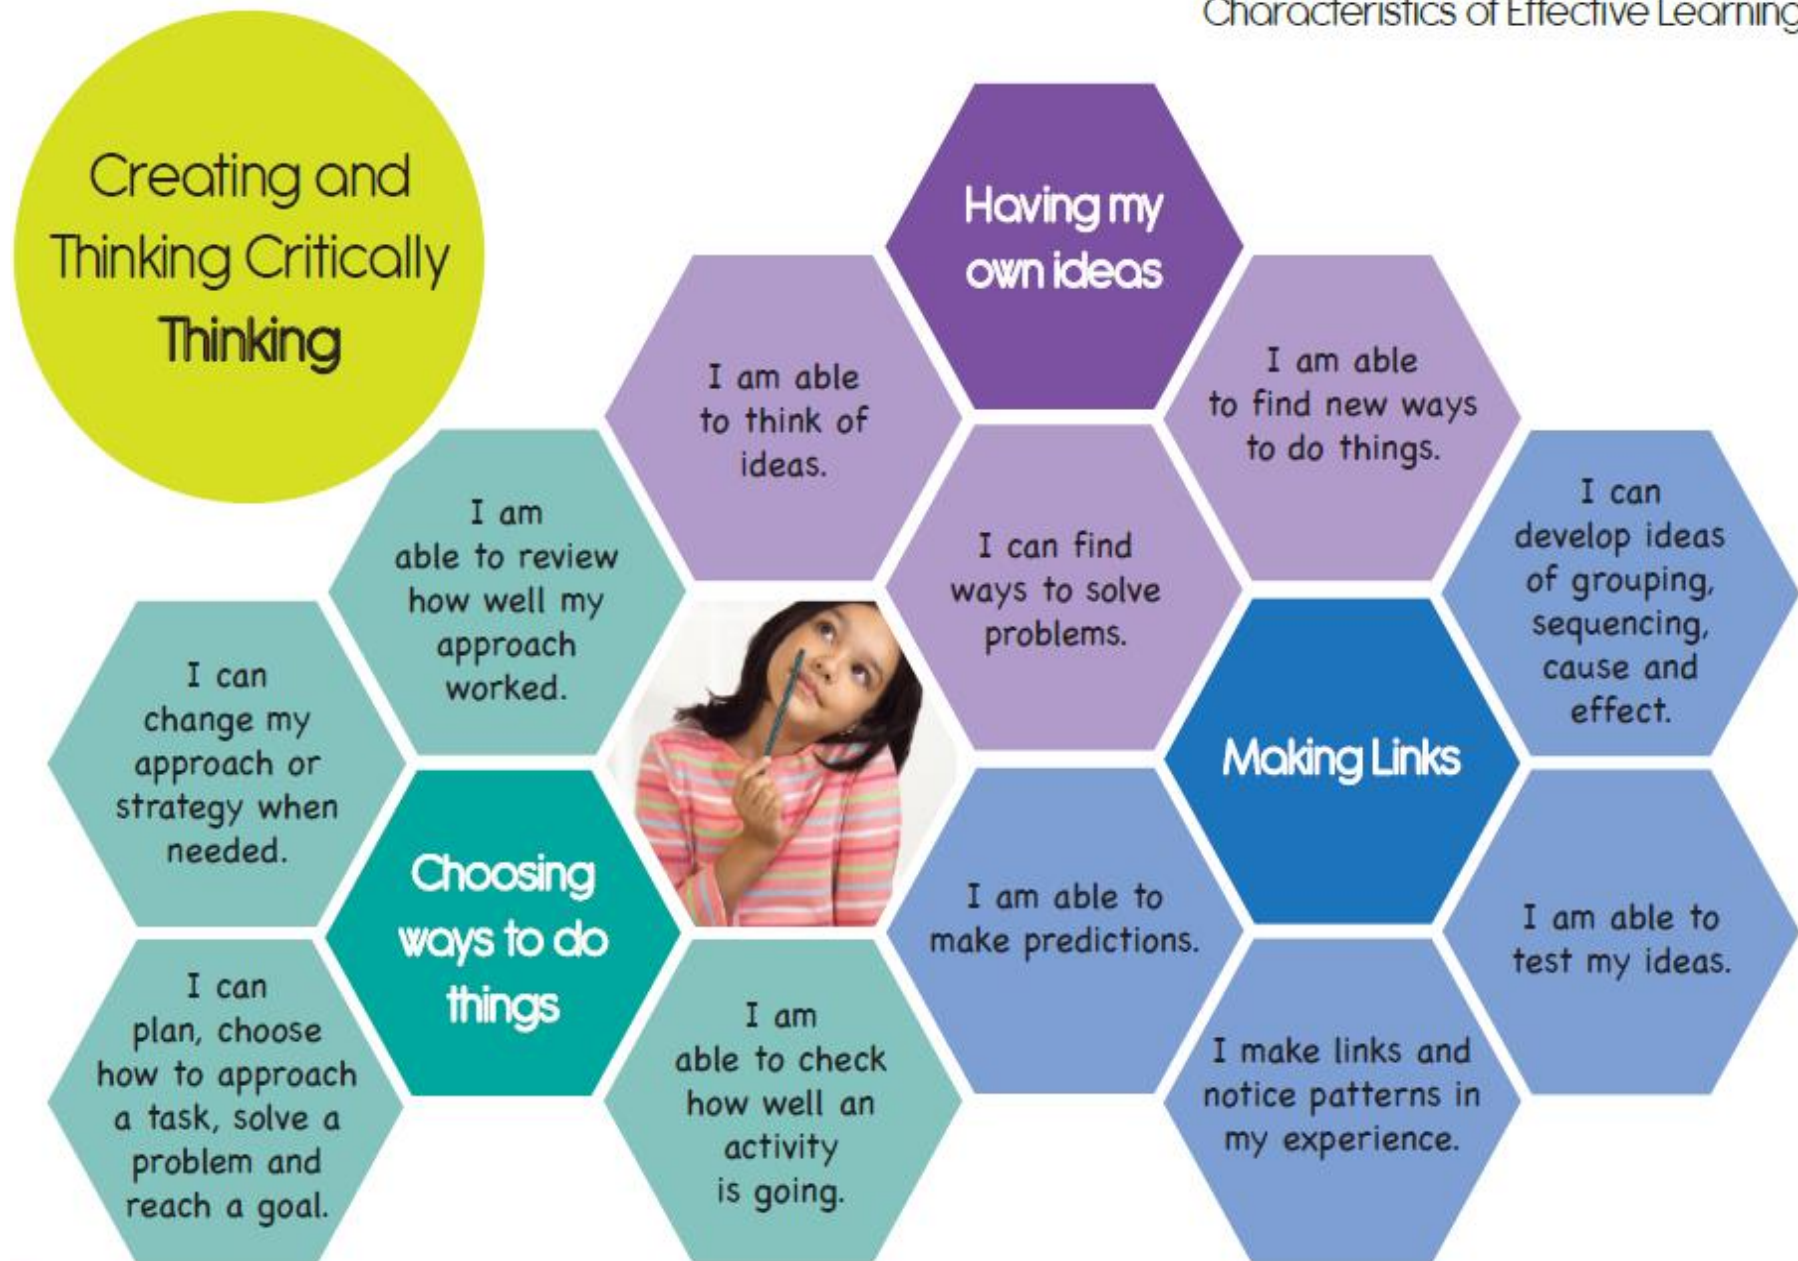 Characteristics of Effective Learning
Creating and
Thinking Critically
Thinking
Having my
own ideas
I am able
to think of
ideas.
I am able
to find new ways
to do things.
I can find
ways to solve
problems.
I am
able to review
how well my
approach
worked.
I can
change my
approach or
strategy when
needed.
Choosing
ways to do
things
I can
plan, choose
how to approach
a task, solve a
problem and
reach a goal.
I am
able to check
how well an
activity
is going.
Making Links
I can
develop ideas
of grouping,
sequencing,
cause and
effect.
I am able to
make predictions.
I am able to
test my ideas.
I make links and
notice patterns in
my experience.